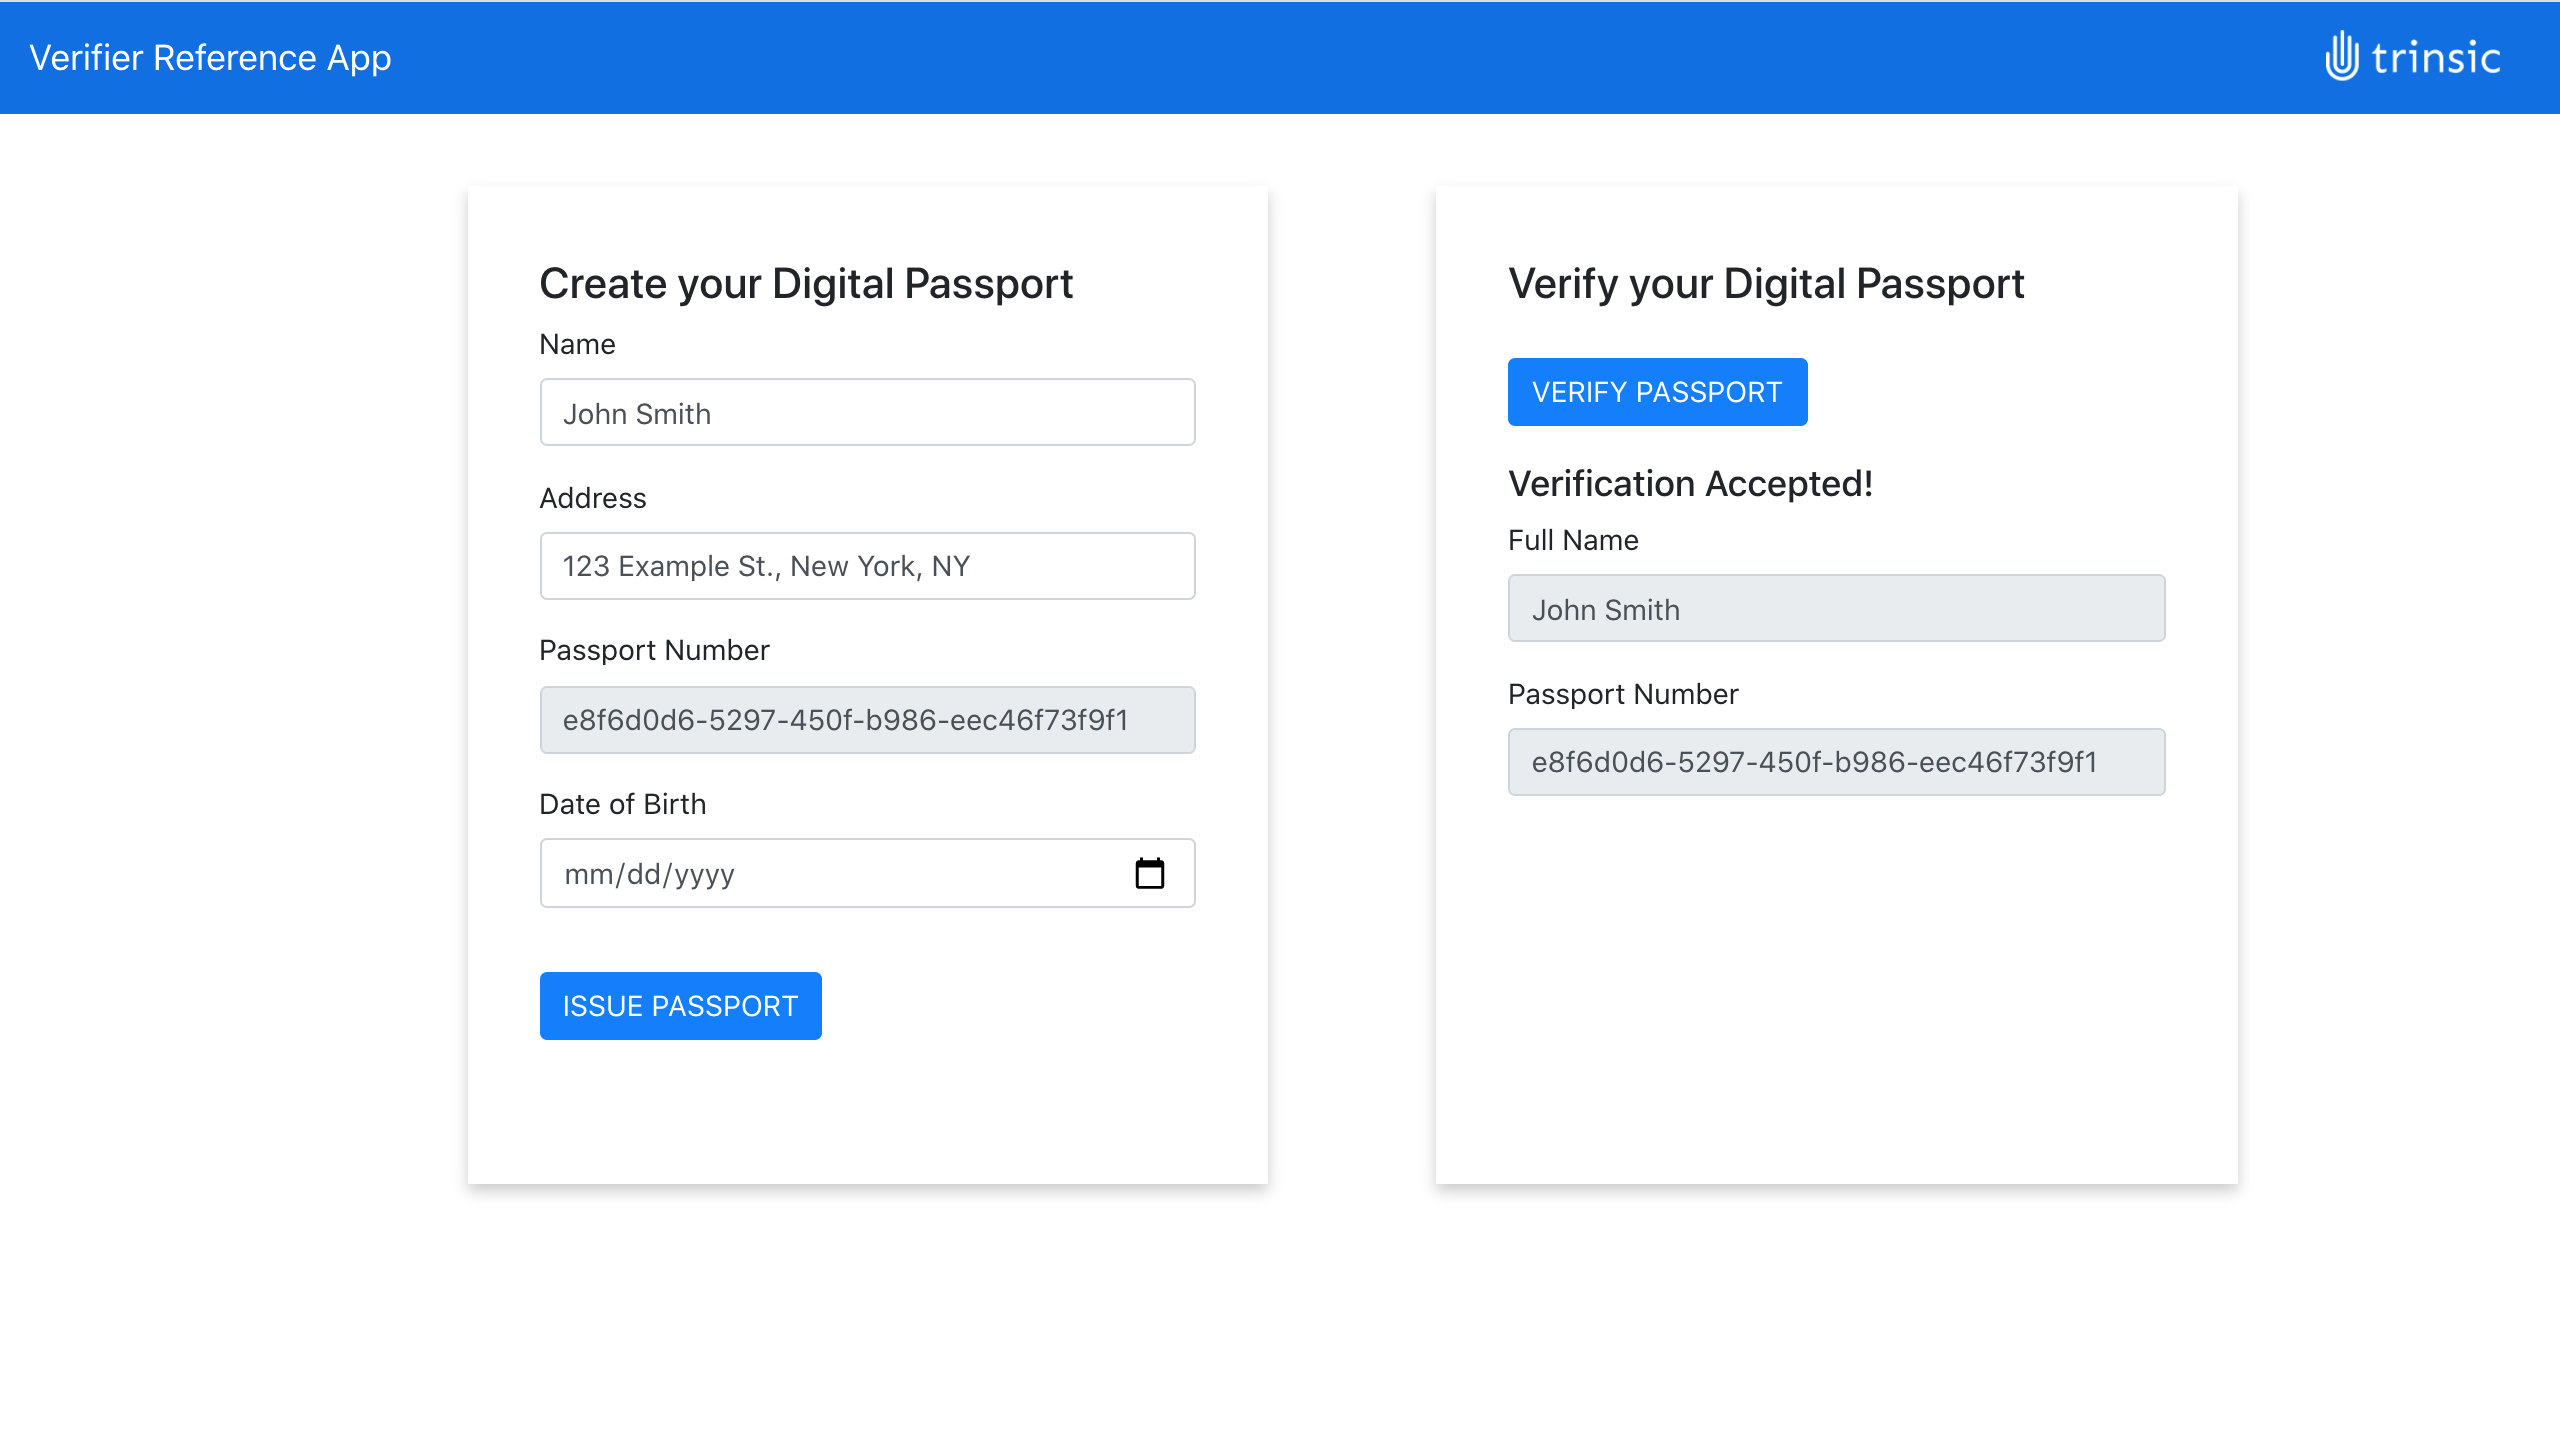 Verifier Reference App
trinsic
Create your Digital Passport
Name
John Smith
Address
123 Example St., New York, NY
Passport Number
e8f6d0d6-5297-450f-b986-eec46f73f9f1
Date of Birth
mm/dd/yyyy
ISSUE PASSPORT
Verify your Digital Passport
VERIFY PASSPORT
Verification Accepted!
Full Name
John Smith
Passport Number
e8f6d0d6-5297-450f-b986-eec46f73f9f1